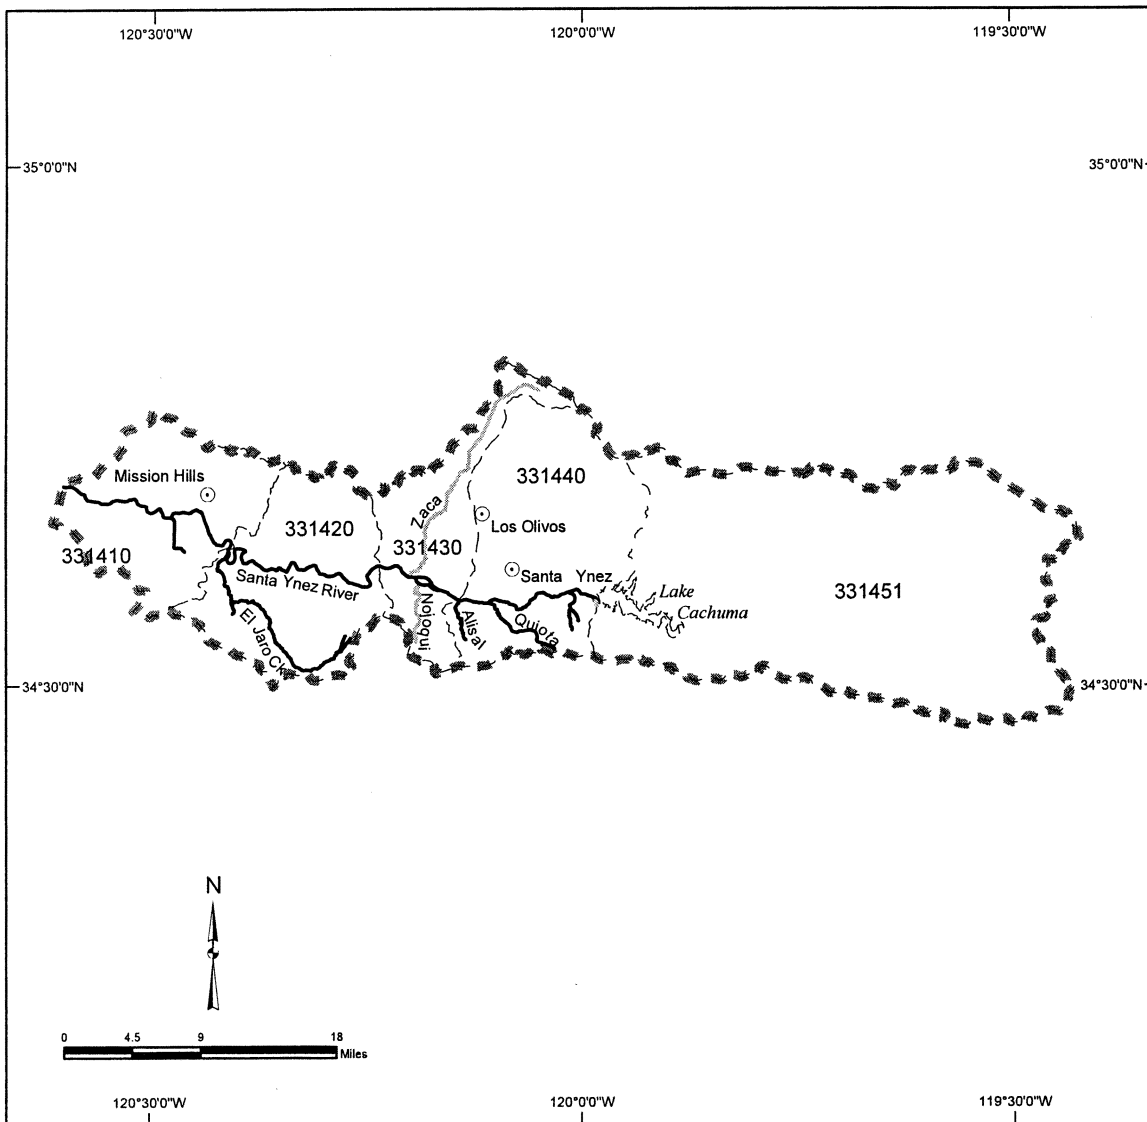 120°30'0"W
120°0'0"W
119°30'0"W
35°0'0"N
35°0'0"N
331440
Mission Hills
Zaca
Los Olivos
331420
331430
331410
Santa Ynez River
Santa Ynez
Lake
Cachuma
331451
El Jaro Ck
Nojoqui
Alisal
Quiota
34°30'0"N
34°30'0"N
N
0 4.5 9 18
Miles
120°30'0"W
120°0'0"W
119°30'0"W